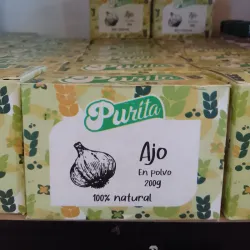 Purita
Ajo
En polvo
200g
100% natural